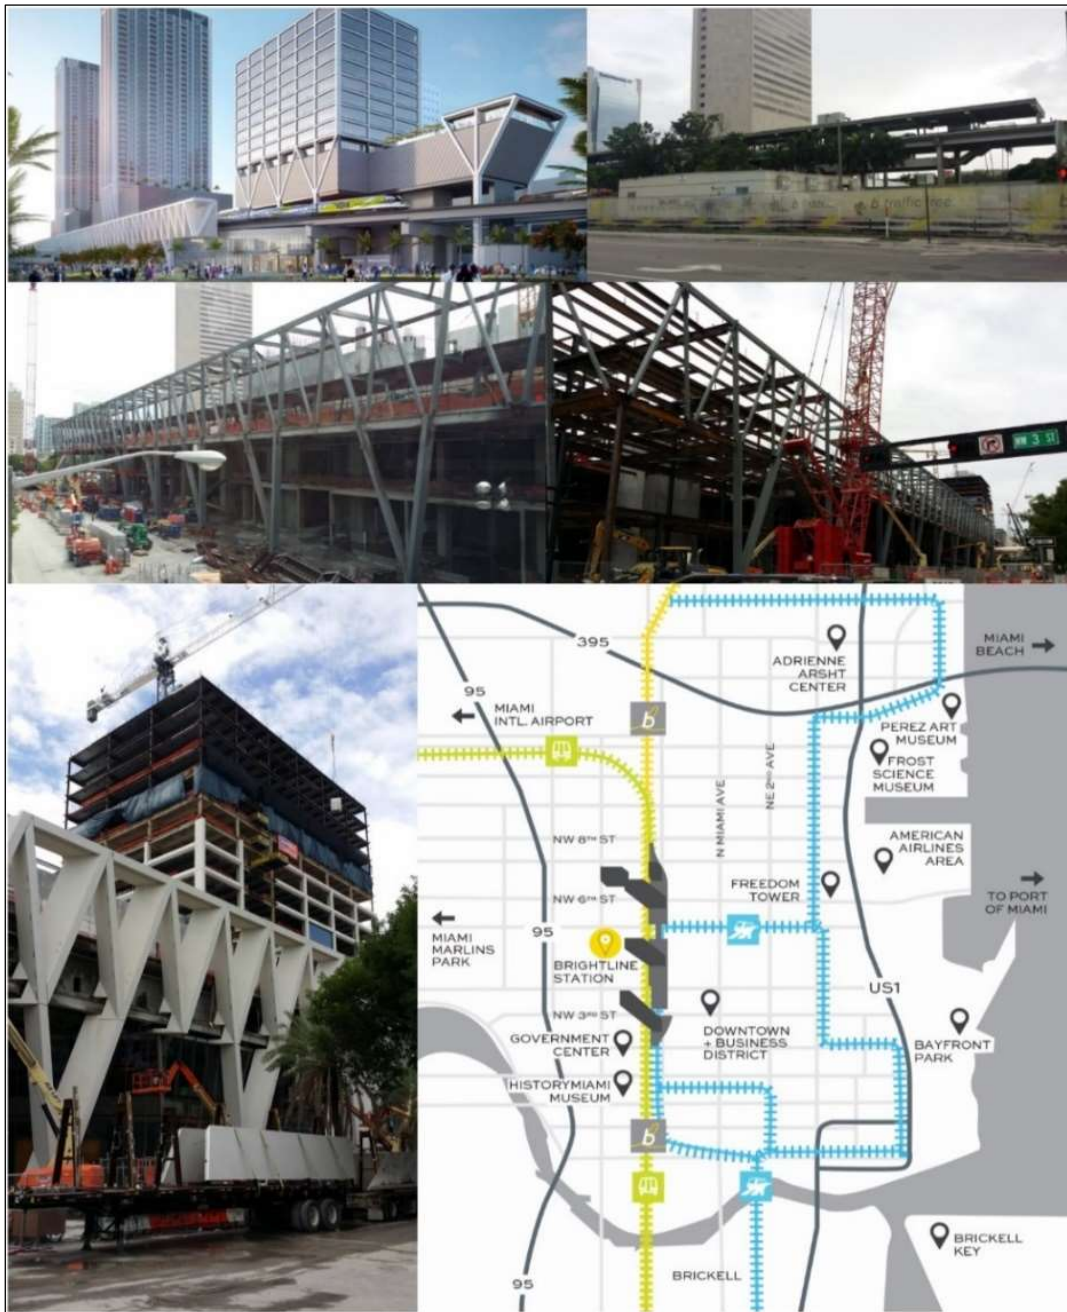 b traffic free
NW 3 ST
395
ADRIENNE
ARSHT
CENTER
MIAMI
BEACH
95
MIAMI
INTL. AIRPORT
b
PEREZ ART
MUSEUM
FROST
SCIENCE
MUSEUM
N MIAMI AVE
NE 2ND AVE
NW 8TH ST
AMERICAN
AIRLINES
AREA
FREEDOM
TOWER
NW 6TH ST
TO PORT
OF MIAMI
MIAMI
MARLINS
PARK
95
BRIGHTLINE
STATION
US1
NW 3RD ST
GOVERNMENT
CENTER
DOWNTOWN
+ BUSINESS
DISTRICT
BAYFRONT
PARK
HISTORYMIAMI
MUSEUM
b
BRICKELL
KEY
BRICKELL
95